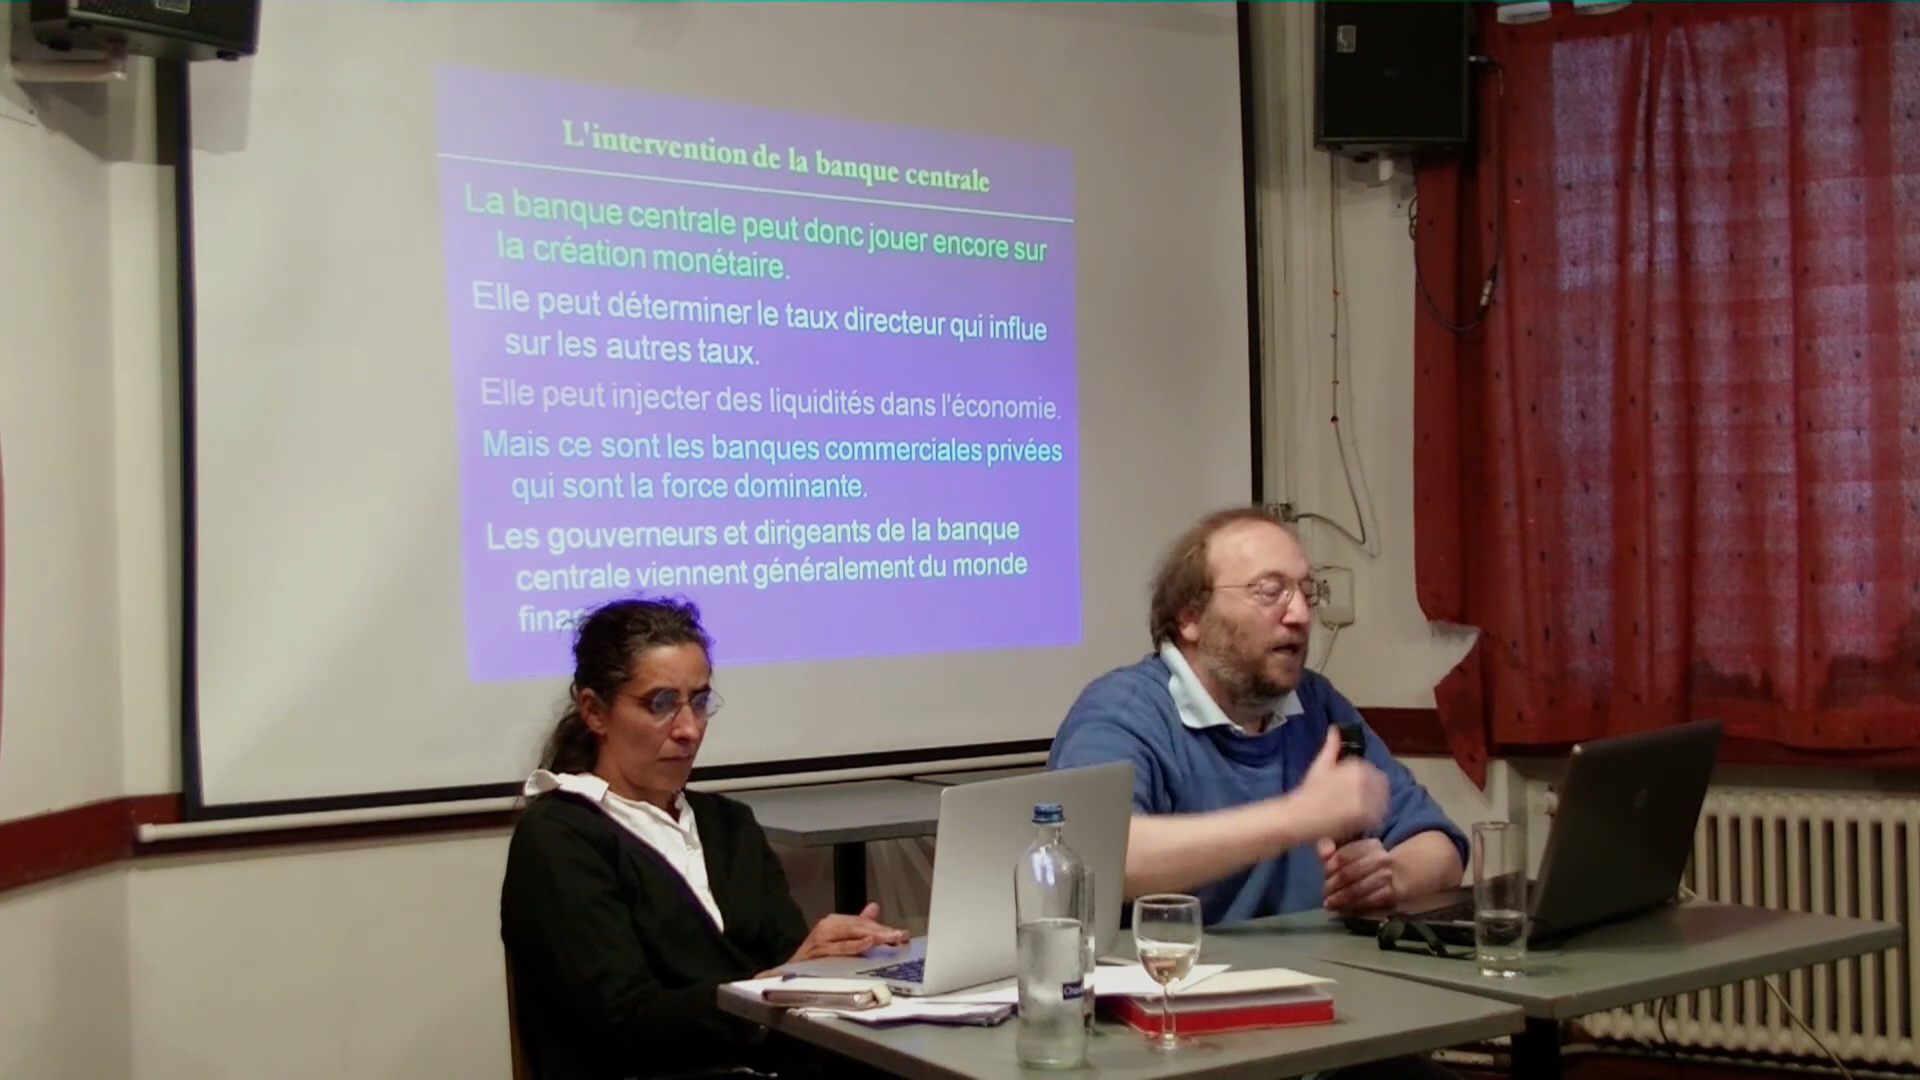 L'intervention de la banque centrale
La banque centrale peut donc jouer encore sur
la création monétaire.
Elle peut déterminer le taux directeur qui influe
sur les autres taux.
Elle peut injecter des liquidités dans l'économie.
Mais ce sont les banques commerciales privées
qui sont la force dominante.
Les gouverneurs et dirigeants de la banque
centrale viennent généralement du monde